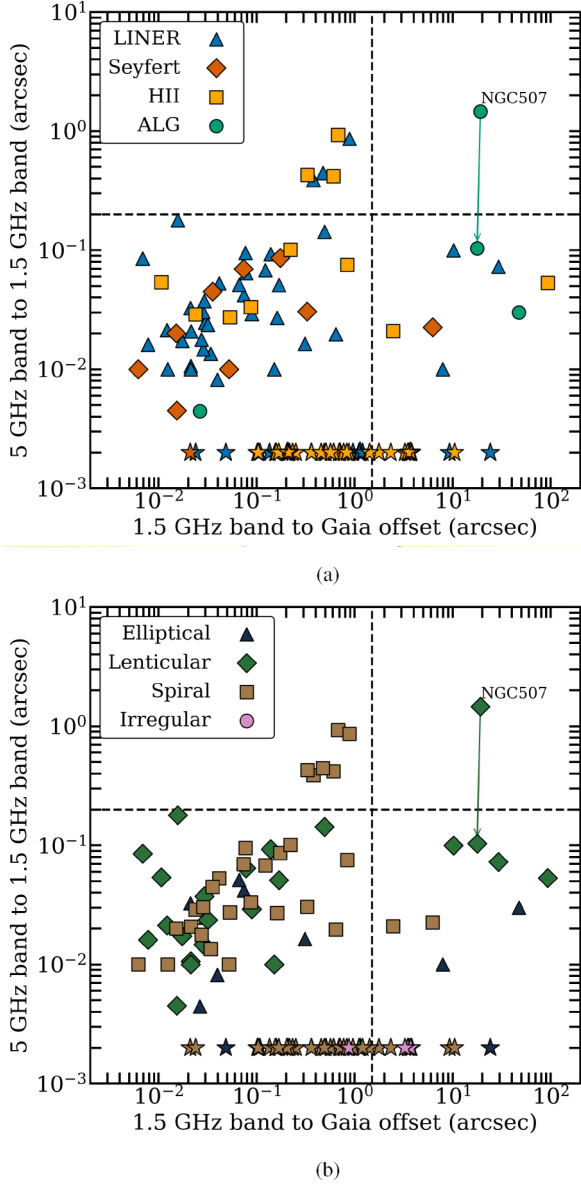 LINER
Seyfert
HII
ALG
NGC507
10¹
10⁰
10⁻¹
10⁻²
10⁻³
5 GHz band to 1.5 GHz band (arcsec)
10⁻² 10⁻¹ 10⁰ 10¹ 10²
1.5 GHz band to Gaia offset (arcsec)
(a)
Elliptical
Lenticular
Spiral
Irregular
NGC507
10¹
10⁰
10⁻¹
10⁻²
10⁻³
5 GHz band to 1.5 GHz band (arcsec)
10⁻² 10⁻¹ 10⁰ 10¹ 10²
1.5 GHz band to Gaia offset (arcsec)
(b)